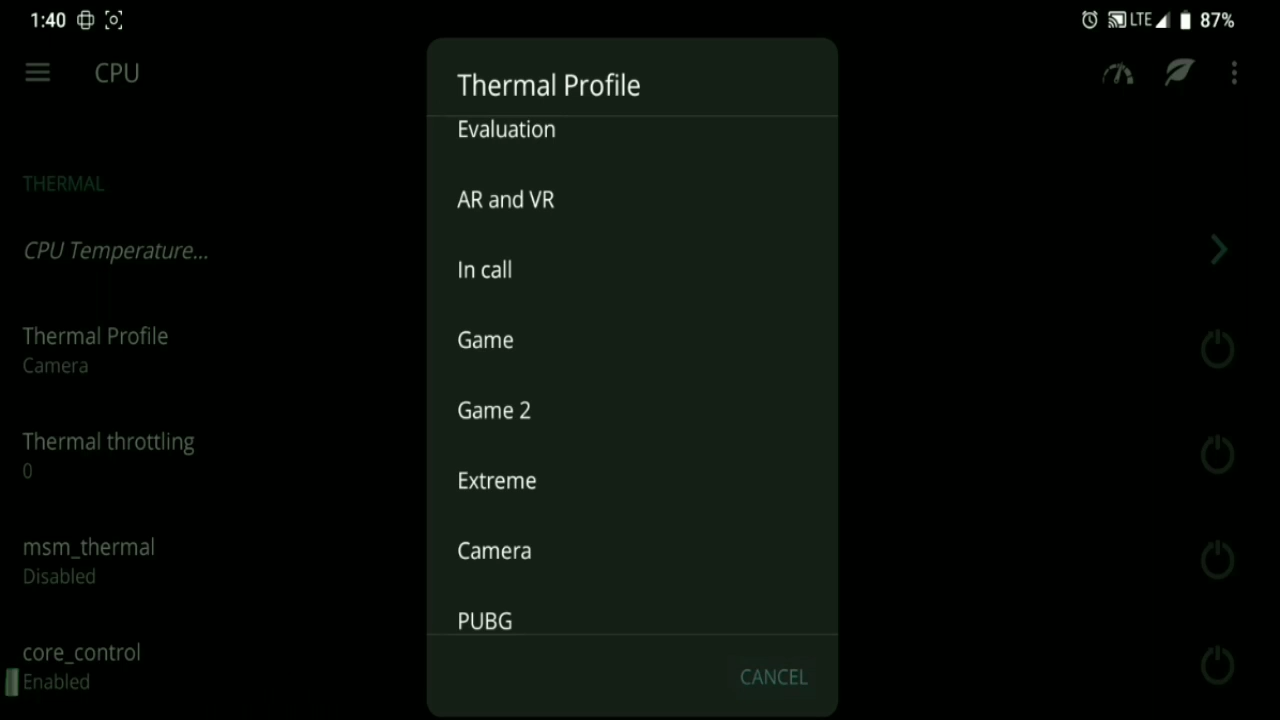 1:40
LTE
87%
CPU
THERMAL
CPU Temperature...
Thermal Profile
Camera
Thermal throttling
0
msm_thermal
Disabled
core_control
Enabled
Thermal Profile
Evaluation
AR and VR
In call
Game
Game 2
Extreme
Camera
PUBG
CANCEL